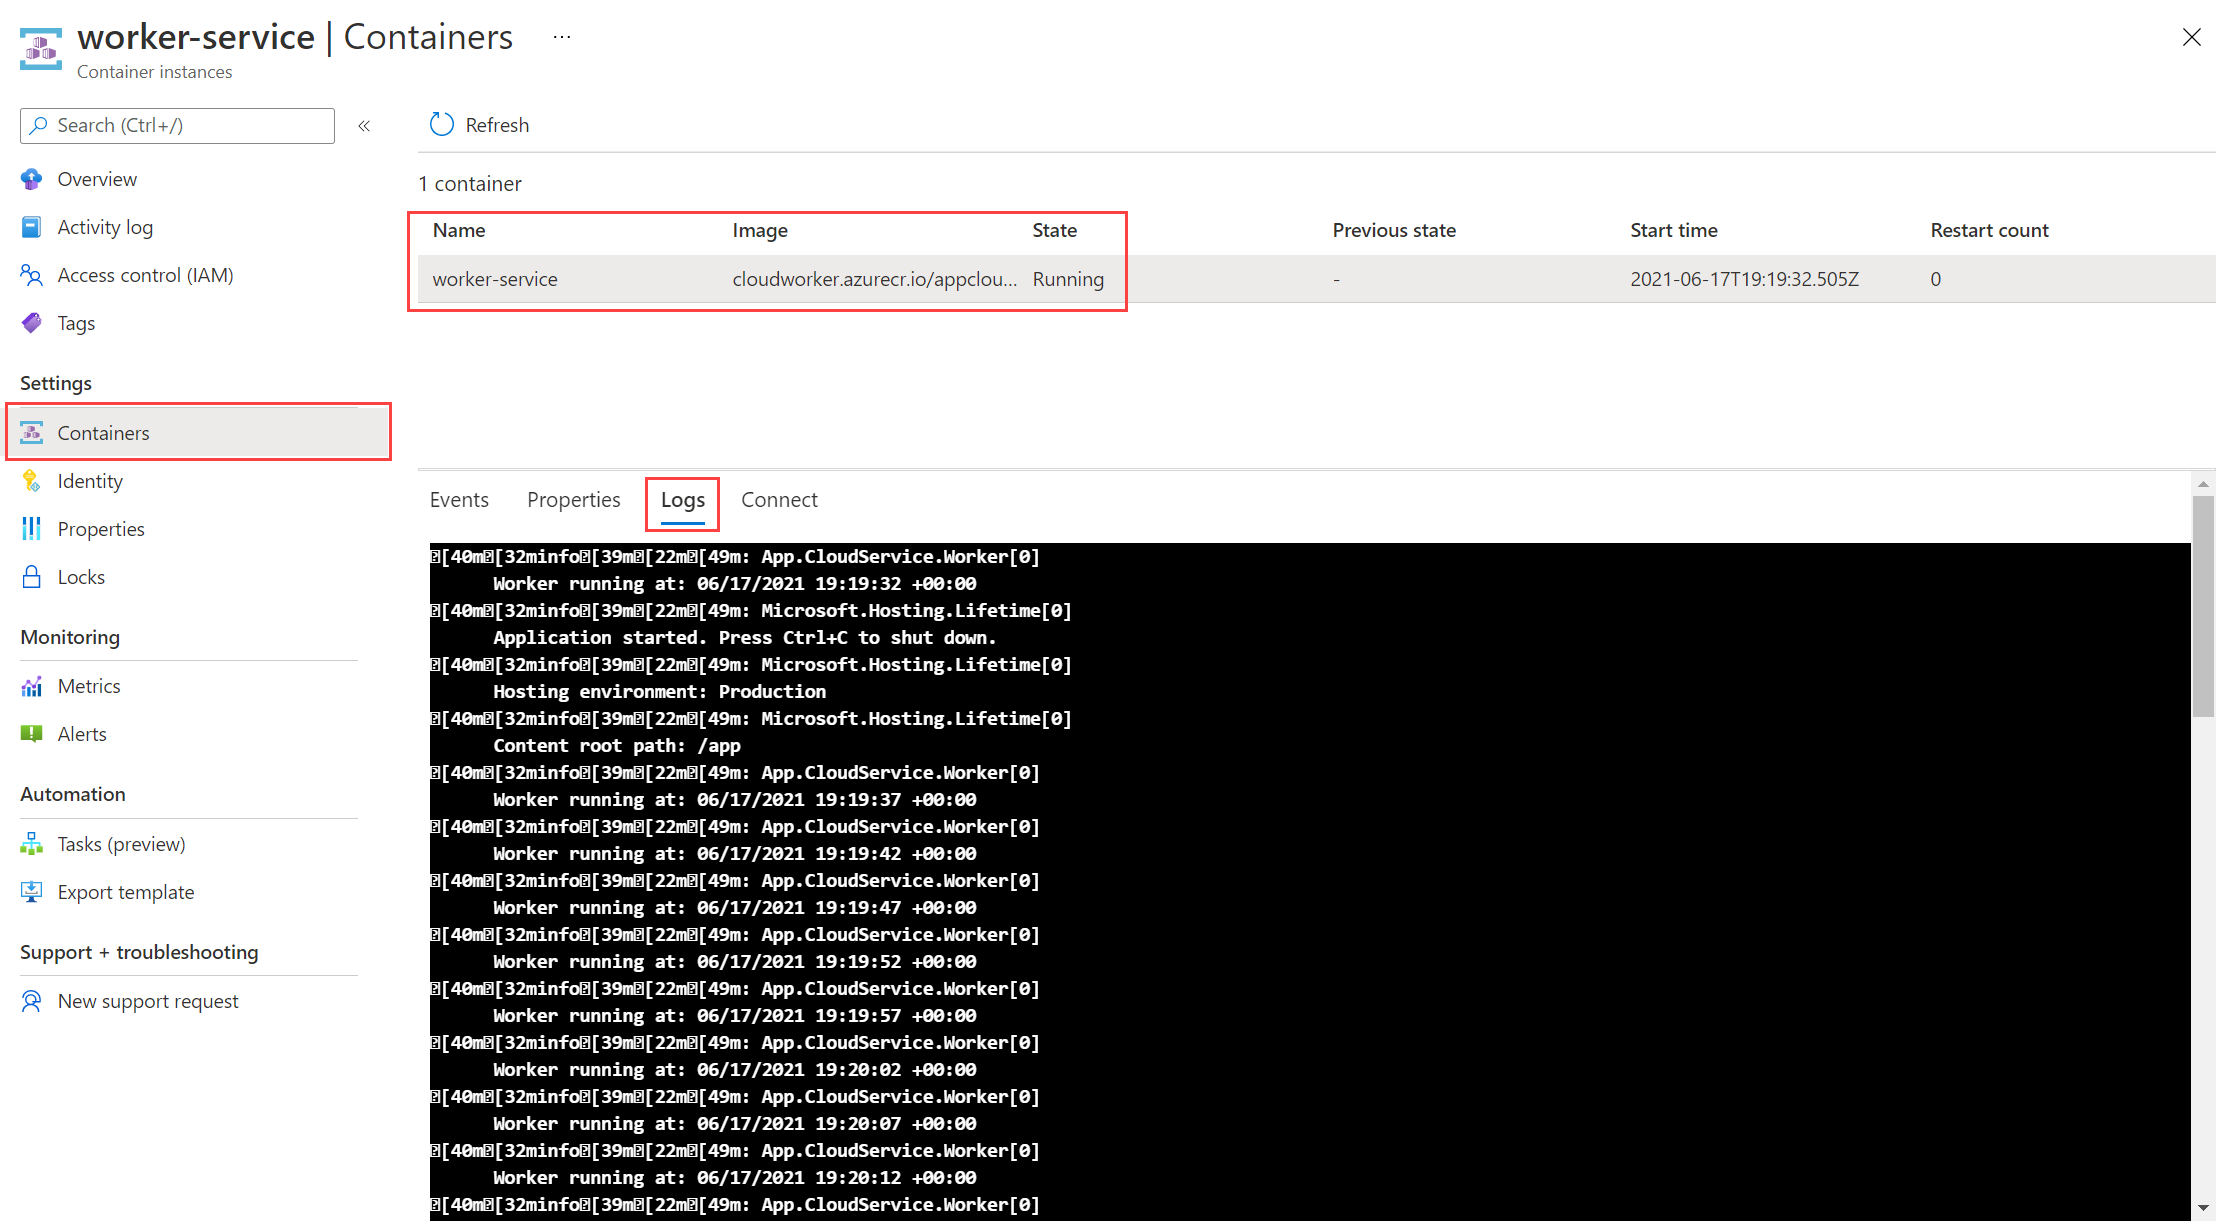 worker-service | Containers ...
Container instances
Search (Ctrl+/) «
Overview
Activity log
Access control (IAM)
Tags
Settings
Containers
Identity
Properties
Locks
Monitoring
Metrics
Alerts
Automation
Tasks (preview)
Export template
Support + troubleshooting
New support request
Refresh
1 container
Name Image State Previous state Start time Restart count
worker-service cloudworker.azurecr.io/appclou... Running - 2021-06-17T19:19:32.505Z 0
Events Properties Logs Connect
�[40m�[32minfo�[39m�[22m�[49m: App.CloudService.Worker[0]
Worker running at: 06/17/2021 19:19:32 +00:00
�[40m�[32minfo�[39m�[22m�[49m: Microsoft.Hosting.Lifetime[0]
Application started. Press Ctrl+C to shut down.
�[40m�[32minfo�[39m�[22m�[49m: Microsoft.Hosting.Lifetime[0]
Hosting environment: Production
�[40m�[32minfo�[39m�[22m�[49m: Microsoft.Hosting.Lifetime[0]
Content root path: /app
�[40m�[32minfo�[39m�[22m�[49m: App.CloudService.Worker[0]
Worker running at: 06/17/2021 19:19:37 +00:00
�[40m�[32minfo�[39m�[22m�[49m: App.CloudService.Worker[0]
Worker running at: 06/17/2021 19:19:42 +00:00
�[40m�[32minfo�[39m�[22m�[49m: App.CloudService.Worker[0]
Worker running at: 06/17/2021 19:19:47 +00:00
�[40m�[32minfo�[39m�[22m�[49m: App.CloudService.Worker[0]
Worker running at: 06/17/2021 19:19:52 +00:00
�[40m�[32minfo�[39m�[22m�[49m: App.CloudService.Worker[0]
Worker running at: 06/17/2021 19:19:57 +00:00
�[40m�[32minfo�[39m�[22m�[49m: App.CloudService.Worker[0]
Worker running at: 06/17/2021 19:20:02 +00:00
�[40m�[32minfo�[39m�[22m�[49m: App.CloudService.Worker[0]
Worker running at: 06/17/2021 19:20:07 +00:00
�[40m�[32minfo�[39m�[22m�[49m: App.CloudService.Worker[0]
Worker running at: 06/17/2021 19:20:12 +00:00
�[40m�[32minfo�[39m�[22m�[49m: App.CloudService.Worker[0]